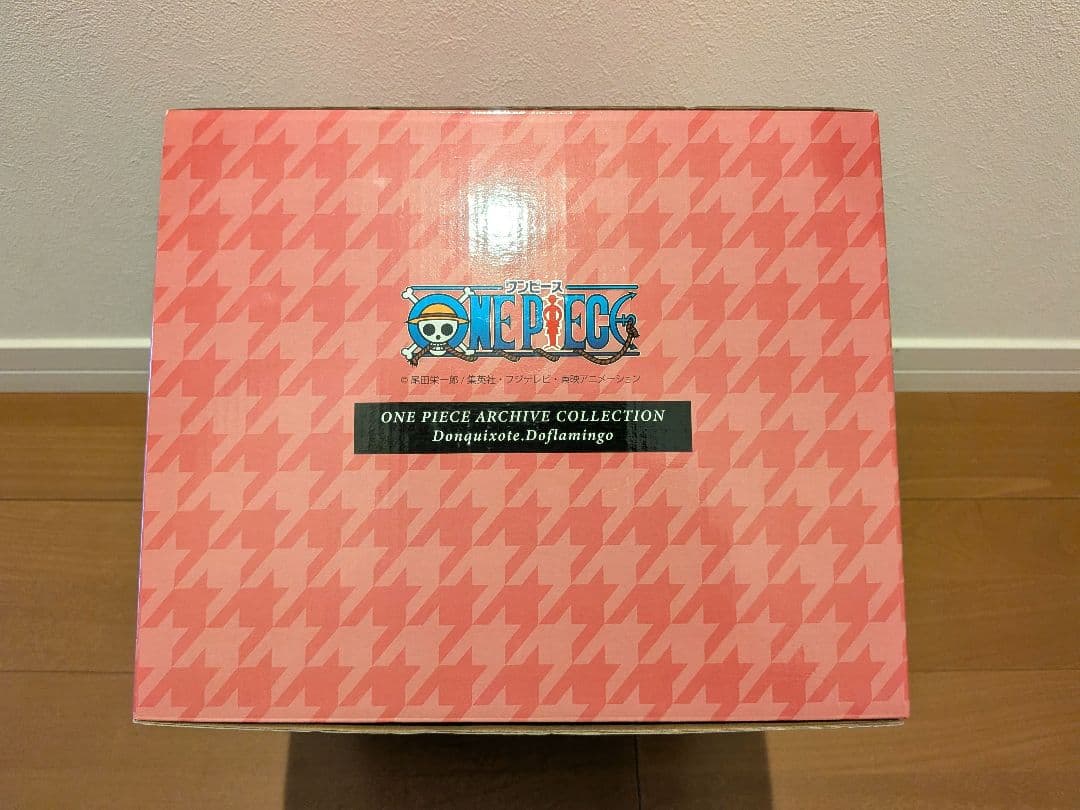 ワンピース
ONE PIECE
© 尾田栄一郎 / 集英社・フジテレビ・東映アニメーション
ONE PIECE ARCHIVE COLLECTION
Donquixote.Doflamingo